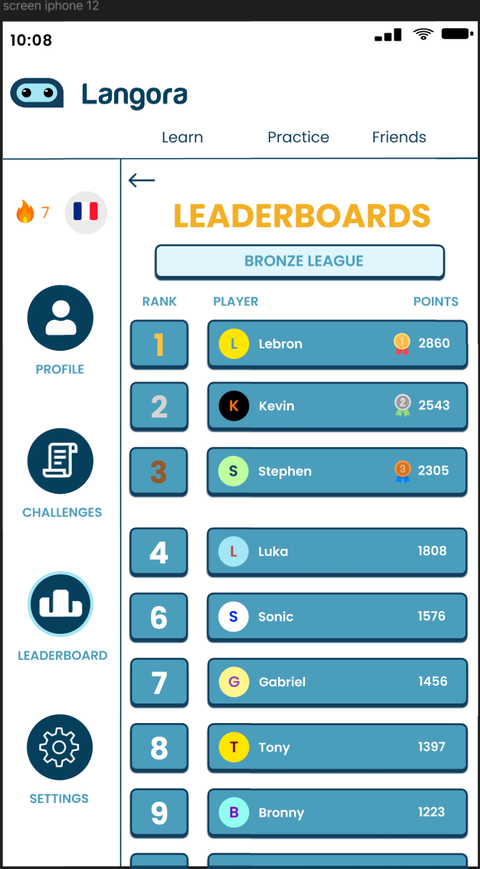 screen iphone 12
10:08
Langora
Learn Practice Friends
7
LEADERBOARDS
BRONZE LEAGUE
RANK PLAYER POINTS
1 L Lebron 1 2860
2 K Kevin 2 2543
3 S Stephen 3 2305
4 L Luka 1808
6 S Sonic 1576
7 G Gabriel 1456
8 T Tony 1397
9 B Bronny 1223
PROFILE
CHALLENGES
LEADERBOARD
SETTINGS